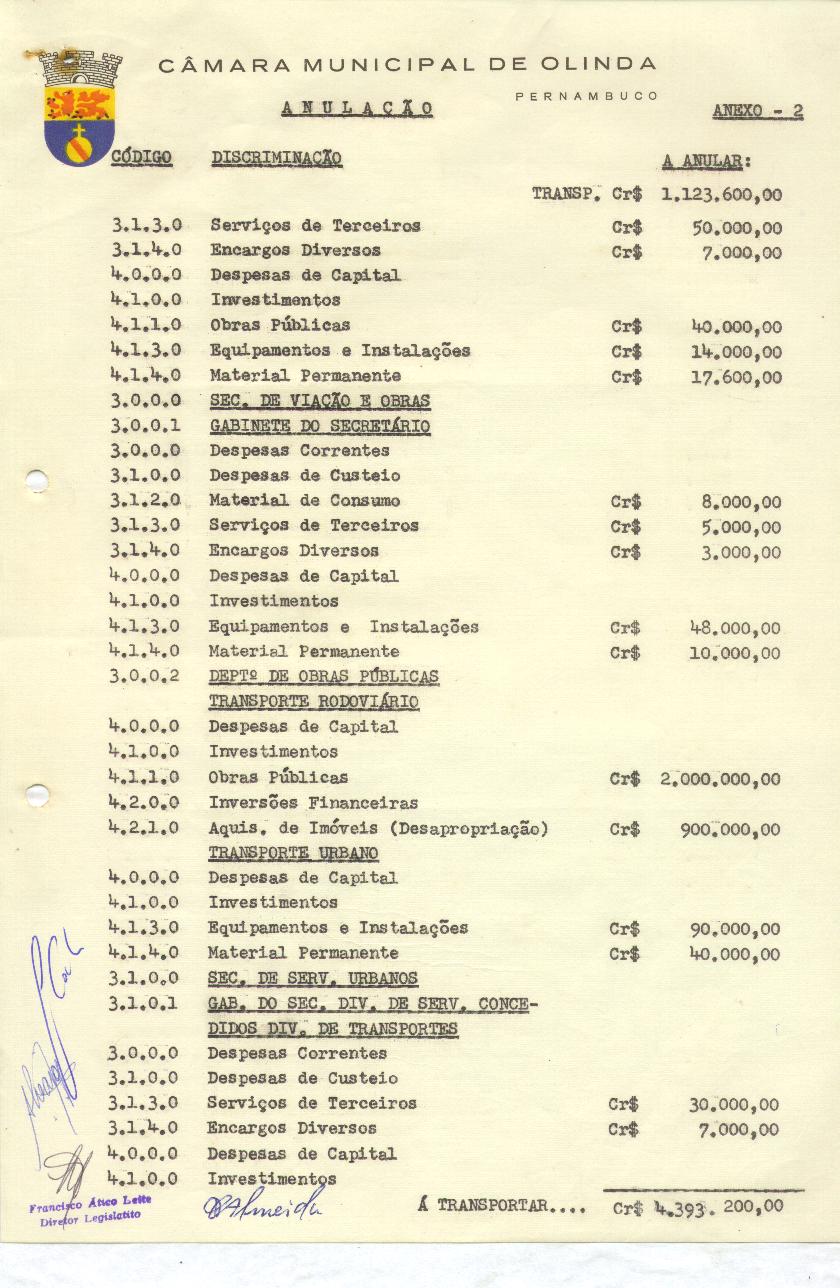 CÂMARA MUNICIPAL DE OLINDA
PERNAMBUCO
ANULAÇÃO
ANEXO - 2
CÓDIGO DISCRIMINAÇÃO A ANULAR:
TRANSP. Cr$ 1.123.600,00
3.1.3.0 Serviços de Terceiros Cr$ 50.000,00
3.1.4.0 Encargos Diversos Cr$ 7.000,00
4.0.0.0 Despesas de Capital
4.1.0.0 Investimentos
4.1.1.0 Obras Públicas Cr$ 40.000,00
4.1.3.0 Equipamentos e Instalações Cr$ 14.000,00
4.1.4.0 Material Permanente Cr$ 17.600,00
3.0.0.0 SEC. DE VIAÇÃO E OBRAS
3.0.0.1 GABINETE DO SECRETÁRIO
3.0.0.0 Despesas Correntes
3.1.0.0 Despesas de Custeio
3.1.2.0 Material de Consumo Cr$ 8.000,00
3.1.3.0 Serviços de Terceiros Cr$ 5.000,00
3.1.4.0 Encargos Diversos Cr$ 3.000,00
4.0.0.0 Despesas de Capital
4.1.0.0 Investimentos
4.1.3.0 Equipamentos e Instalações Cr$ 48.000,00
4.1.4.0 Material Permanente Cr$ 10.000,00
3.0.0.2 DEPTº DE OBRAS PÚBLICAS
TRANSPORTE RODOVIÁRIO
4.0.0.0 Despesas de Capital
4.1.0.0 Investimentos
4.1.1.0 Obras Públicas Cr$ 2.000.000,00
4.2.0.0 Inversões Financeiras
4.2.1.0 Aquis. de Imóveis (Desapropriação) Cr$ 900.000,00
TRANSPORTE URBANO
4.0.0.0 Despesas de Capital
4.1.0.0 Investimentos
4.1.3.0 Equipamentos e Instalações Cr$ 90.000,00
4.1.4.0 Material Permanente Cr$ 40.000,00
3.1.0.0 SEC. DE SERV. URBANOS
3.1.0.1 GAB. DO SEC. DIV. DE SERV. CONCE-
DIDOS DIV. DE TRANSPORTES
3.0.0.0 Despesas Correntes
3.1.0.0 Despesas de Custeio
3.1.3.0 Serviços de Terceiros Cr$ 30.000,00
3.1.4.0 Encargos Diversos Cr$ 7.000,00
4.0.0.0 Despesas de Capital
4.1.0.0 Investimentos
Á TRANSPORTAR.... Cr$ 4.393.200,00
Francisco Ático Leite
Diretor Legislatito
Almeida